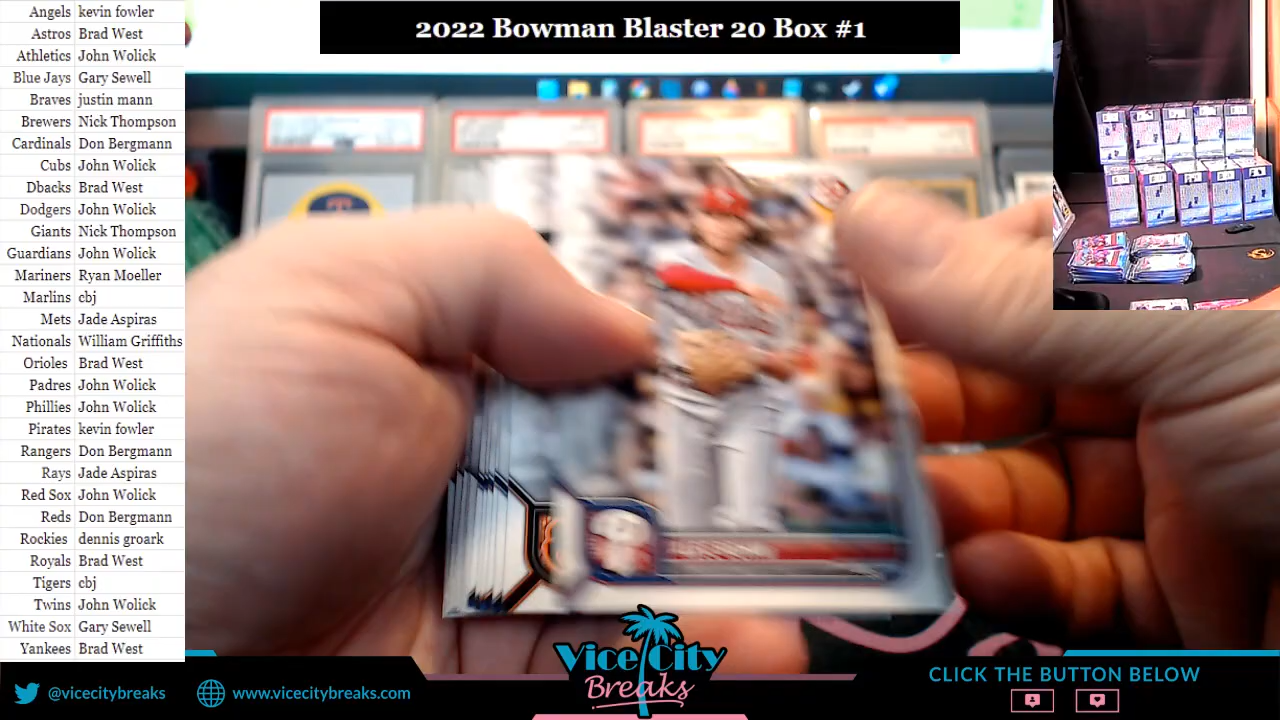 2022 Bowman Blaster 20 Box #1
Angels kevin fowler
Astros Brad West
Athletics John Wolick
Blue Jays Gary Sewell
Braves justin mann
Brewers Nick Thompson
Cardinals Don Bergmann
Cubs John Wolick
Dbacks Brad West
Dodgers John Wolick
Giants Nick Thompson
Guardians John Wolick
Mariners Ryan Moeller
Marlins cbj
Mets Jade Aspiras
Nationals William Griffiths
Orioles Brad West
Padres John Wolick
Phillies John Wolick
Pirates kevin fowler
Rangers Don Bergmann
Rays Jade Aspiras
Red Sox John Wolick
Reds Don Bergmann
Rockies dennis groark
Royals Brad West
Tigers cbj
Twins John Wolick
White Sox Gary Sewell
Yankees Brad West
@vicecitybreaks
www.vicecitybreaks.com
Vice City
Breaks
CLICK THE BUTTON BELOW